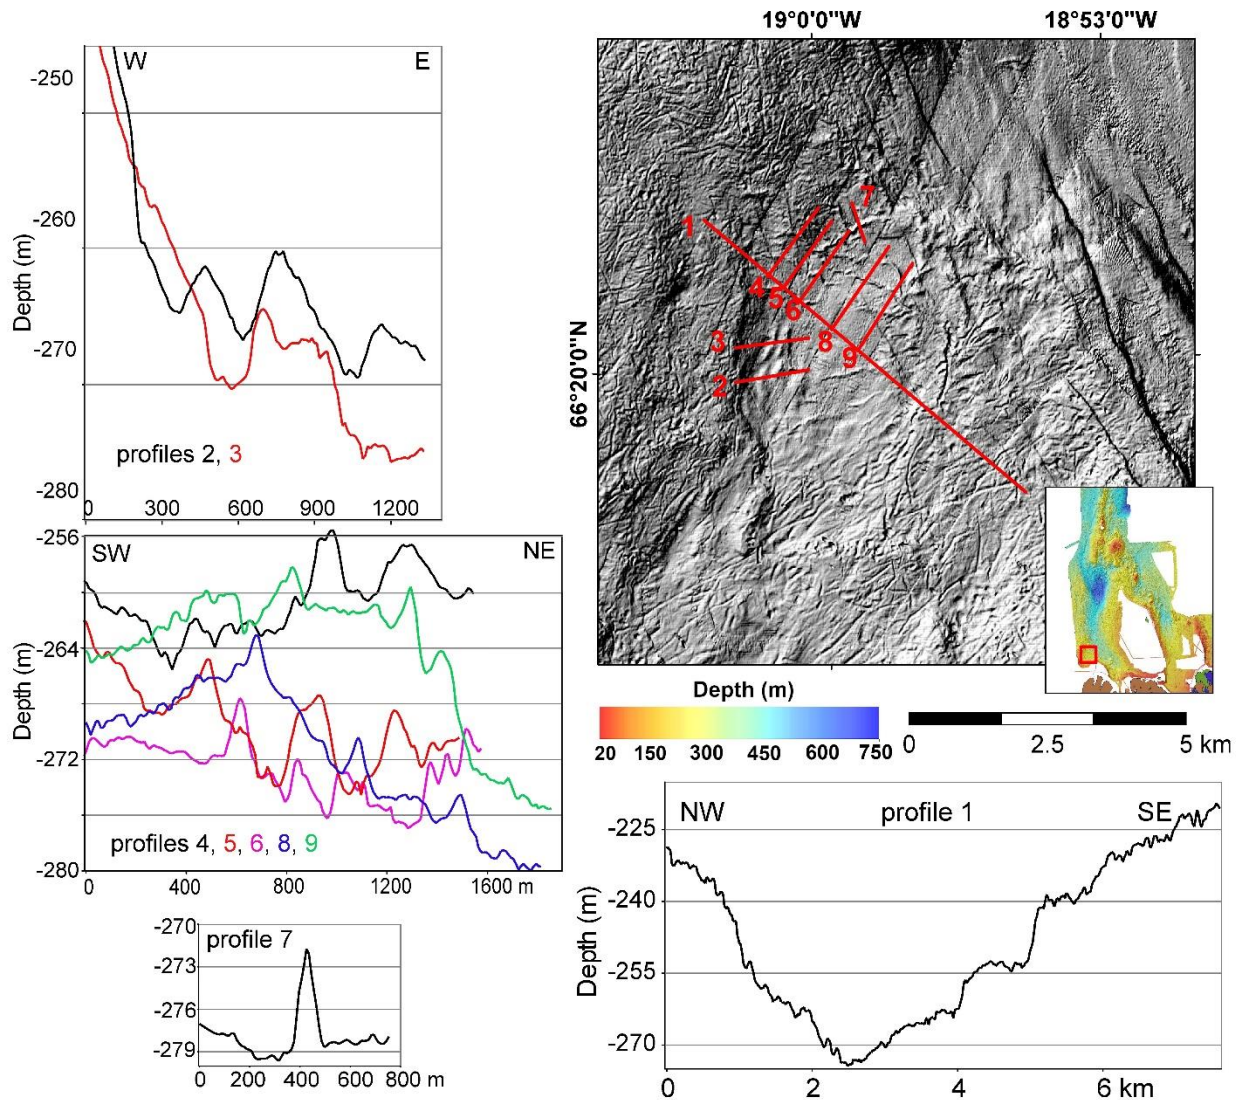 W E
-250
-260
-270
-280
Depth (m)
profiles 2, 3
0 300 600 900 1200
-256
-264
-272
-280
Depth (m)
SW NE
profiles 4, 5, 6, 8, 9
0 400 800 1200 1600 m
-270
-273
-276
-279
profile 7
0 200 400 600 800 m
19°0'0"W 18°53'0"W
66°20'0"N
1
7
4
5
6
3
8
9
2
Depth (m)
20 150 300 450 600 750
0 2.5 5 km
NW profile 1 SE
-225
-240
-255
-270
Depth (m)
0 2 4 6 km